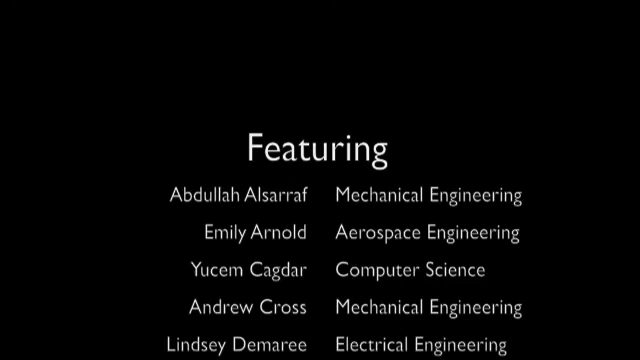 Featuring
Abdullah Alsarraf Mechanical Engineering
Emily Arnold Aerospace Engineering
Yucem Cagdar Computer Science
Andrew Cross Mechanical Engineering
Lindsey Demaree Electrical Engineering